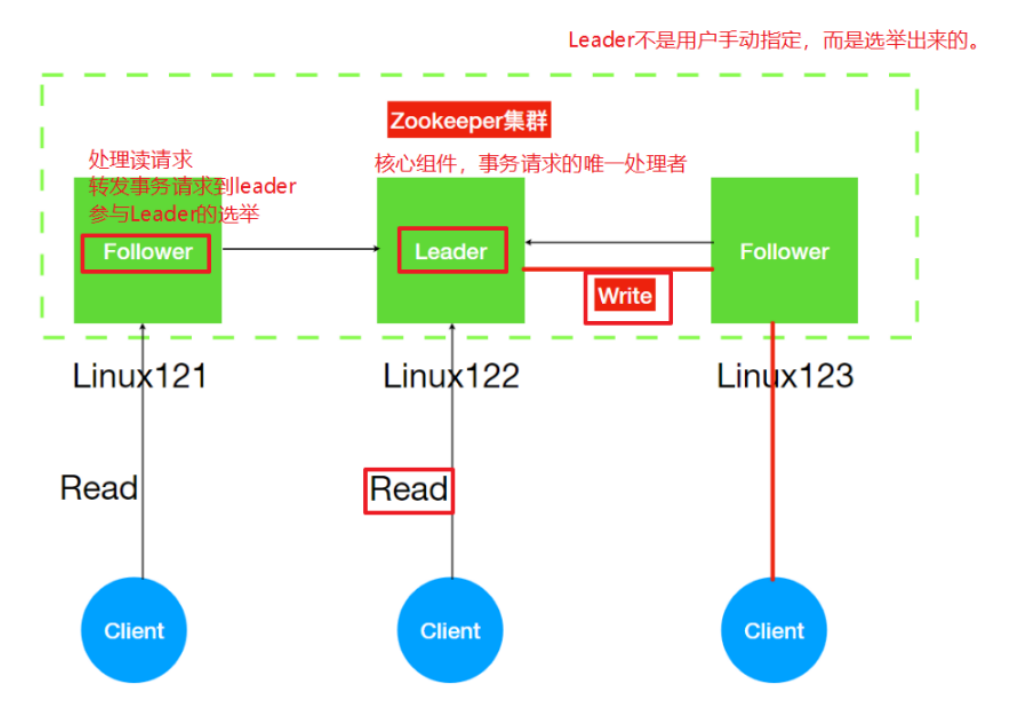 Leader不是用户手动指定，而是选举出来的。
Zookeeper集群
核心组件，事务请求的唯一处理者
处理读请求
转发事务请求到leader
参与Leader的选举
Follower
Leader
Follower
Write
Linux121
Linux122
Linux123
Read
Read
Client
Client
Client